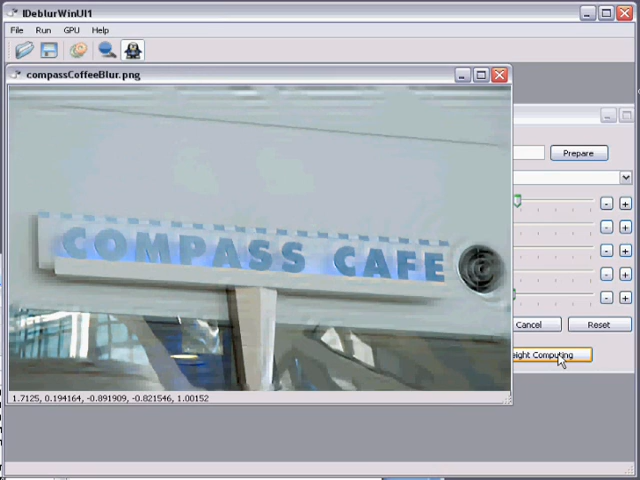 IDeblurWinUI1
File Run GPU Help
compassCoffeeBlur.png
COMPASS CAFE
Prepare
- +
- +
- +
- +
- +
Cancel Reset
eight Computing
1.7125, 0.194164, -0.891909, -0.821546, 1.00152